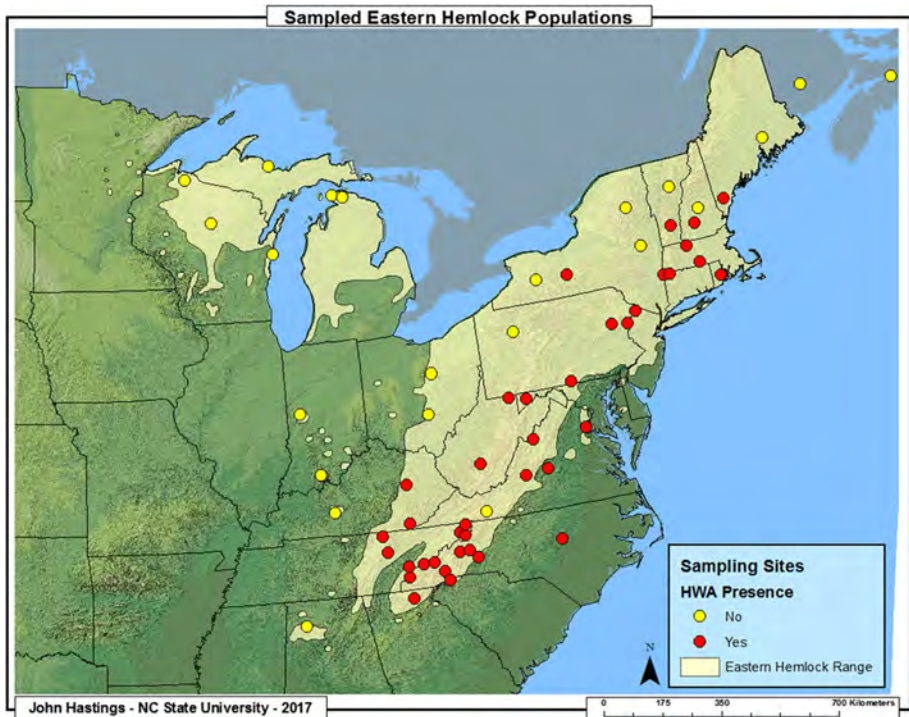 Sampled Eastern Hemlock Populations
Sampling Sites
HWA Presence
No
Yes
Eastern Hemlock Range
N
John Hastings - NC State University - 2017
0 175 350 700 Kilometers